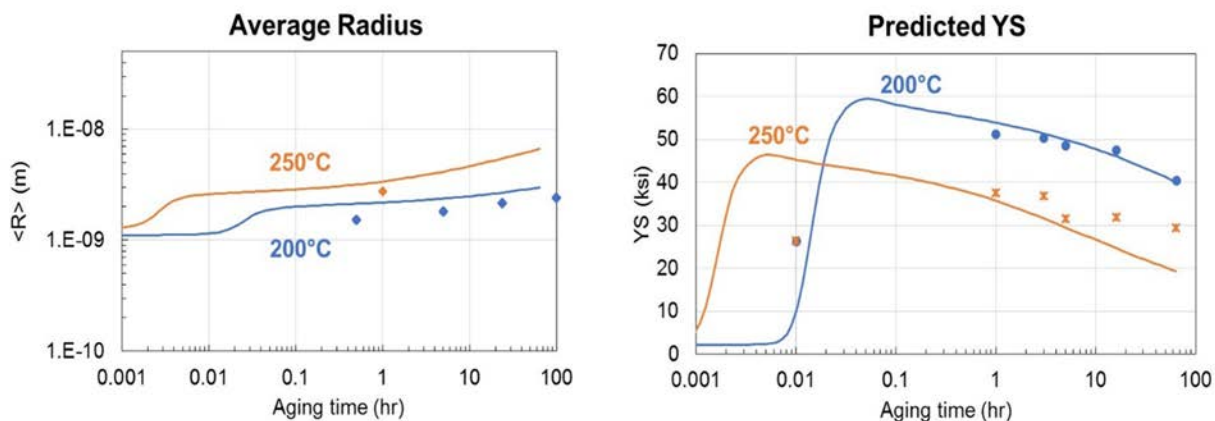 Average Radius
1.E-08
1.E-09
1.E-10
<R> (m)
250°C
200°C
0.001
0.01
0.1
1
10
100
Aging time (hr)
Predicted YS
70
60
50
40
30
20
10
0
YS (ksi)
200°C
250°C
0.001
0.01
0.1
1
10
100
Aging time (hr)